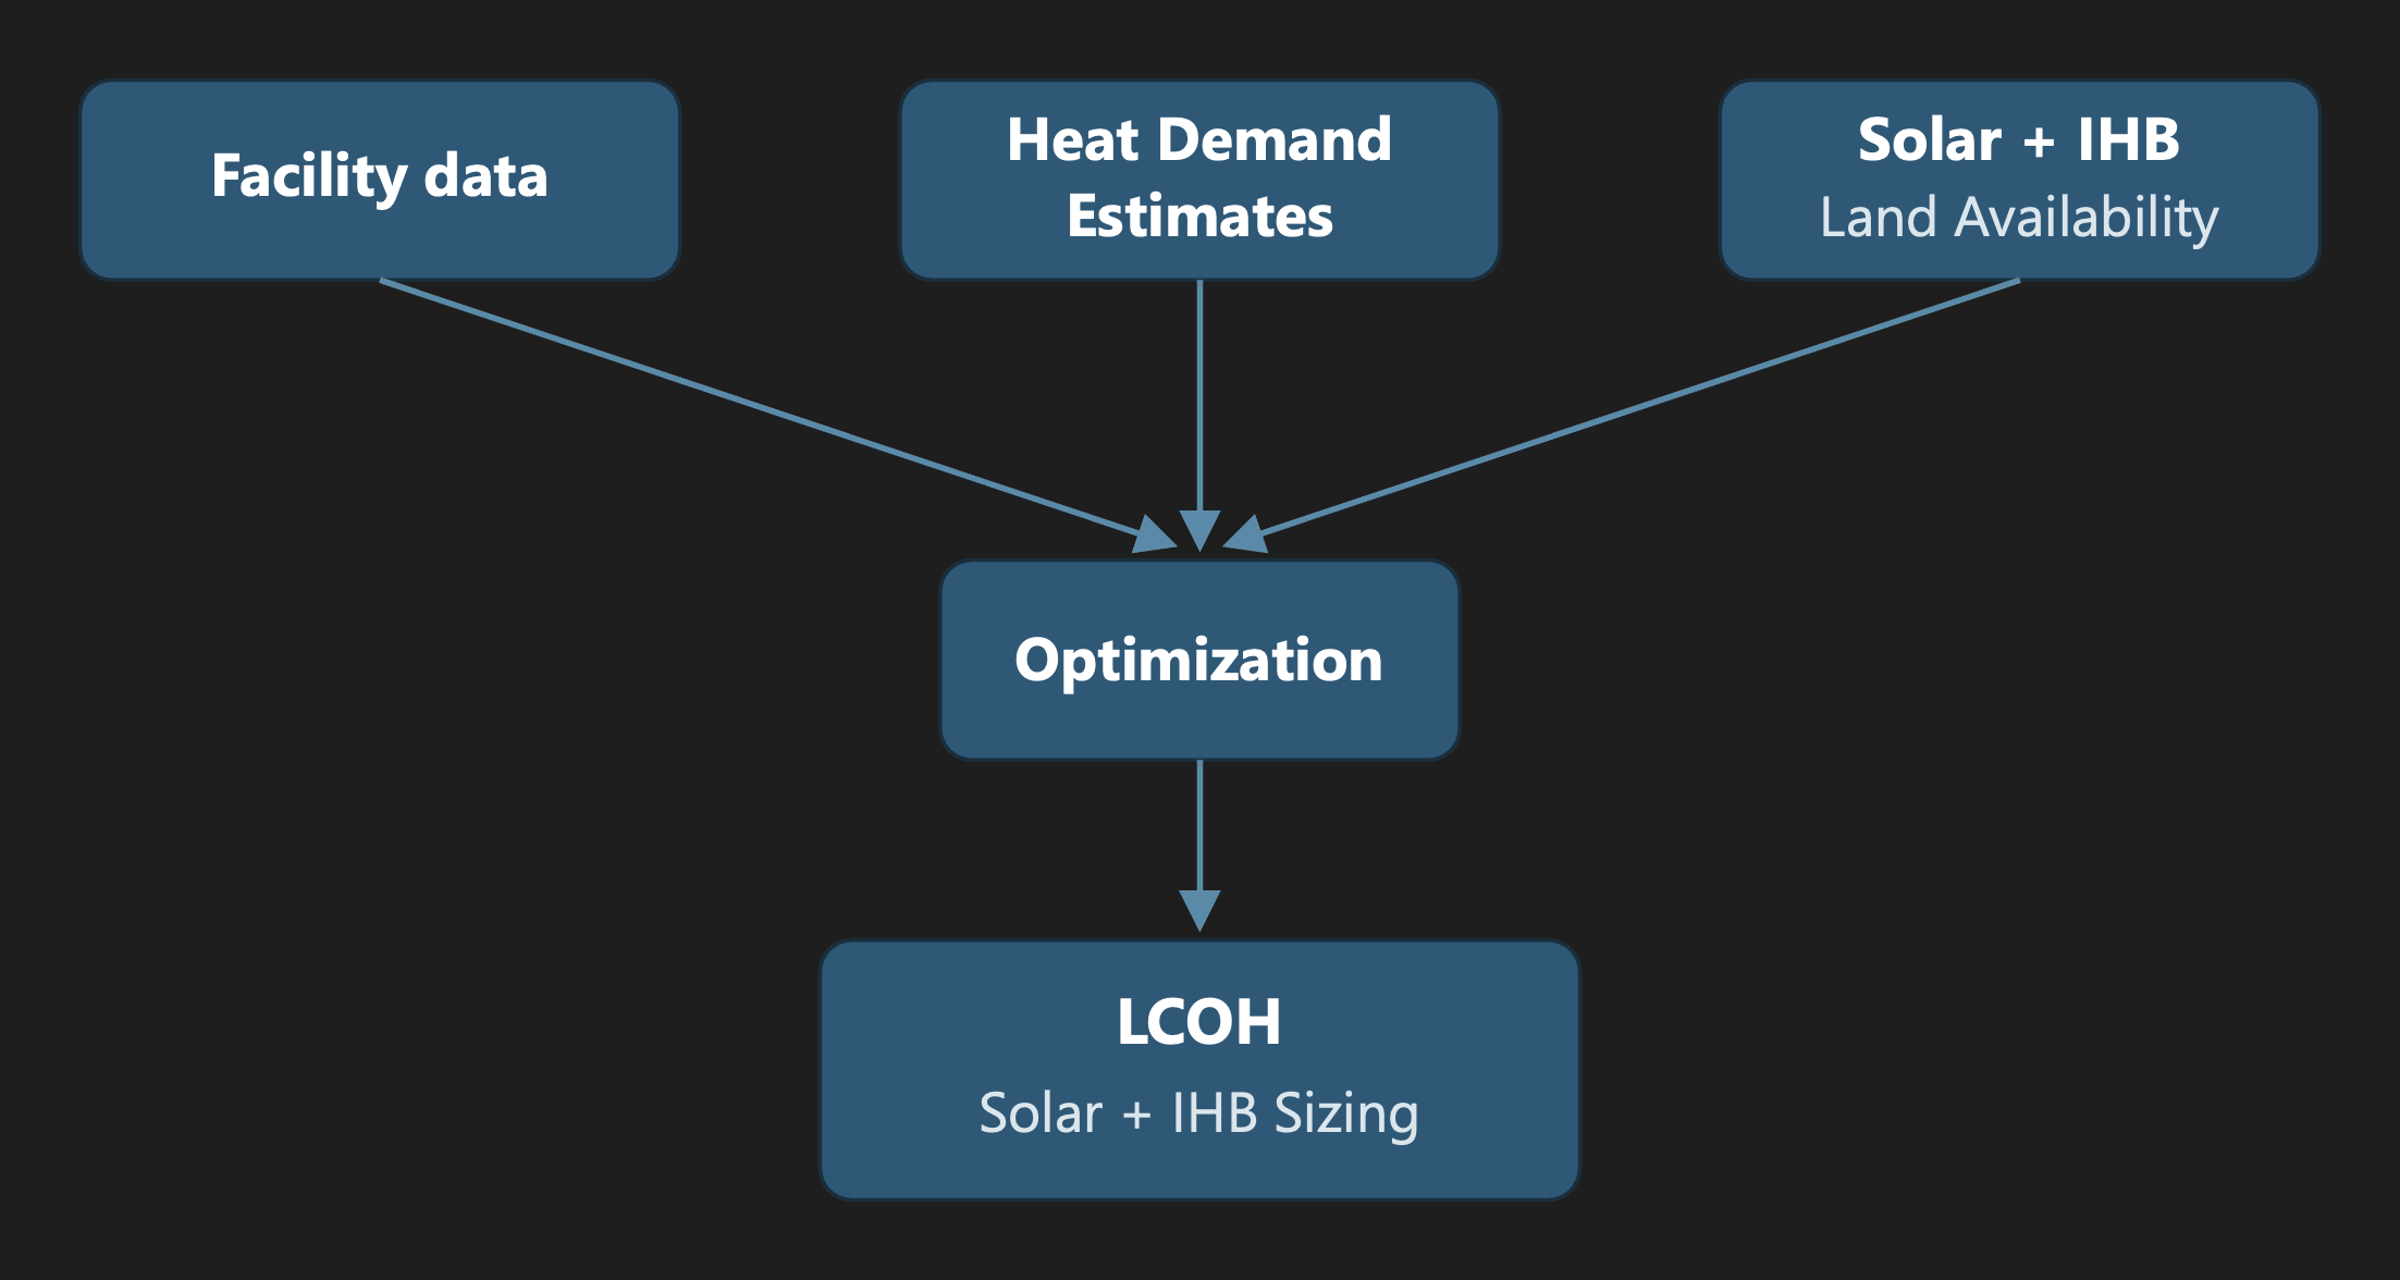 Facility data
Heat Demand
Estimates
Solar + IHB
Land Availability
Optimization
LCOH
Solar + IHB Sizing